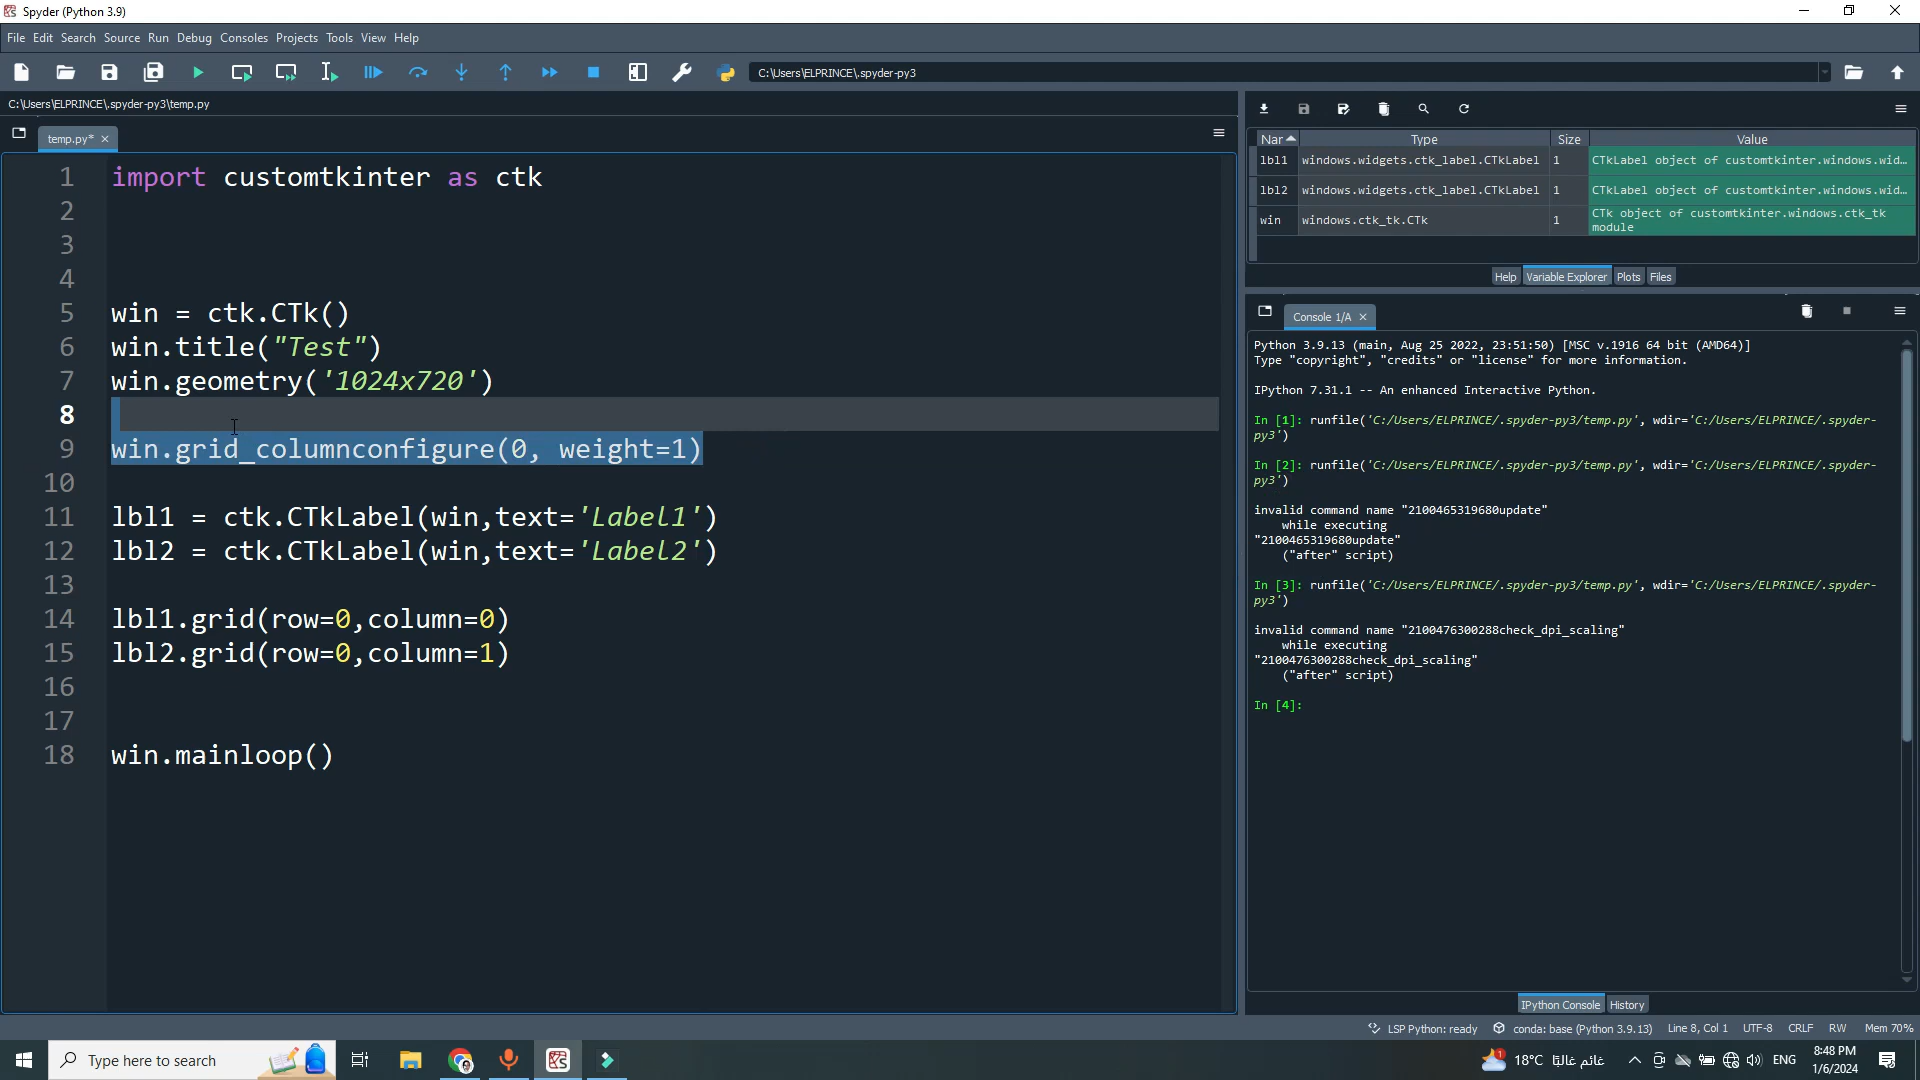 Spyder (Python 3.9)
File Edit Search Source Run Debug Consoles Projects Tools View Help
C:\Users\ELPRINCE\.spyder-py3
C:\Users\ELPRINCE\.spyder-py3\temp.py
temp.py*
1 import customtkinter as ctk
2
3
4
5 win = ctk.CTk()
6 win.title("Test")
7 win.geometry('1024x720')
8
9 win.grid_columnconfigure(0, weight=1)
10
11 lbl1 = ctk.CTkLabel(win,text='Label1')
12 lbl2 = ctk.CTkLabel(win,text='Label2')
13
14 lbl1.grid(row=0,column=0)
15 lbl2.grid(row=0,column=1)
16
17
18 win.mainloop()
Nar Type Size Value
lbl1 windows.widgets.ctk_label.CTkLabel 1 CTkLabel object of customtkinter.windows.wid…
lbl2 windows.widgets.ctk_label.CTkLabel 1 CTkLabel object of customtkinter.windows.wid…
win windows.ctk_tk.CTk 1 CTk object of customtkinter.windows.ctk_tk
module
Help Variable Explorer Plots Files
Console 1/A
Python 3.9.13 (main, Aug 25 2022, 23:51:50) [MSC v.1916 64 bit (AMD64)]
Type "copyright", "credits" or "license" for more information.
IPython 7.31.1 -- An enhanced Interactive Python.
In [1]: runfile('C:/Users/ELPRINCE/.spyder-py3/temp.py', wdir='C:/Users/ELPRINCE/.spyder-
py3')
In [2]: runfile('C:/Users/ELPRINCE/.spyder-py3/temp.py', wdir='C:/Users/ELPRINCE/.spyder-
py3')
invalid command name "2100465319680update"
while executing
"2100465319680update"
("after" script)
In [3]: runfile('C:/Users/ELPRINCE/.spyder-py3/temp.py', wdir='C:/Users/ELPRINCE/.spyder-
py3')
invalid command name "2100476300288check_dpi_scaling"
while executing
"2100476300288check_dpi_scaling"
("after" script)
In [4]:
IPython Console History
LSP Python: ready conda: base (Python 3.9.13) Line 8, Col 1 UTF-8 CRLF RW Mem 70%
Type here to search
1 18°C غائم غالبًا ENG 8:48 PM
1/6/2024